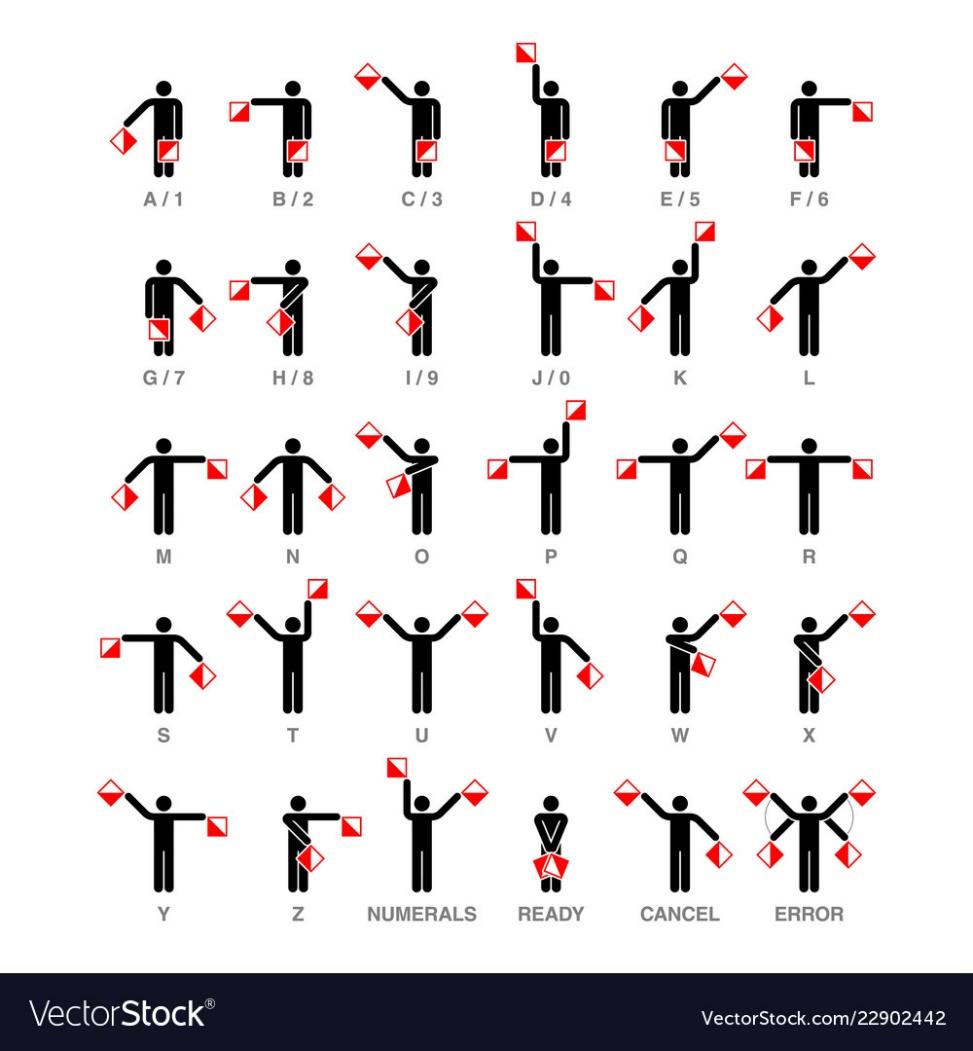 A / 1 B / 2 C / 3 D / 4 E / 5 F / 6
G / 7 H / 8 I / 9 J / 0 K L
M N O P Q R
S T U V W X
Y Z NUMERALS READY CANCEL ERROR
VectorStock® VectorStock.com/22902442